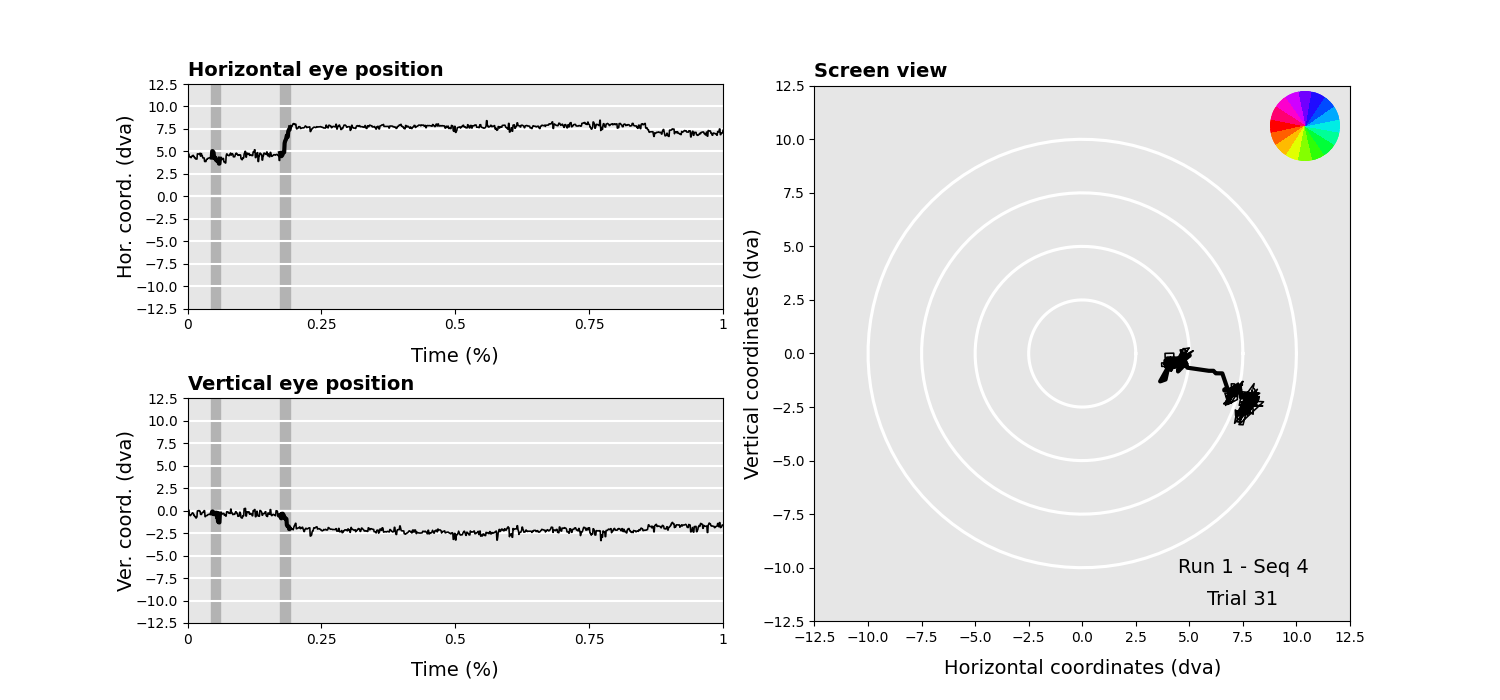 Horizontal eye position
Hor. coord. (dva)
12.5
10.0
7.5
5.0
2.5
0.0
−2.5
−5.0
−7.5
−10.0
−12.5
0 0.25 0.5 0.75 1
Time (%)
Vertical eye position
Ver. coord. (dva)
12.5
10.0
7.5
5.0
2.5
0.0
−2.5
−5.0
−7.5
−10.0
−12.5
0 0.25 0.5 0.75 1
Time (%)
Screen view
Vertical coordinates (dva)
12.5
10.0
7.5
5.0
2.5
0.0
−2.5
−5.0
−7.5
−10.0
−12.5
Run 1 - Seq 4
Trial 31
−12.5 −10.0 −7.5 −5.0 −2.5 0.0 2.5 5.0 7.5 10.0 12.5
Horizontal coordinates (dva)